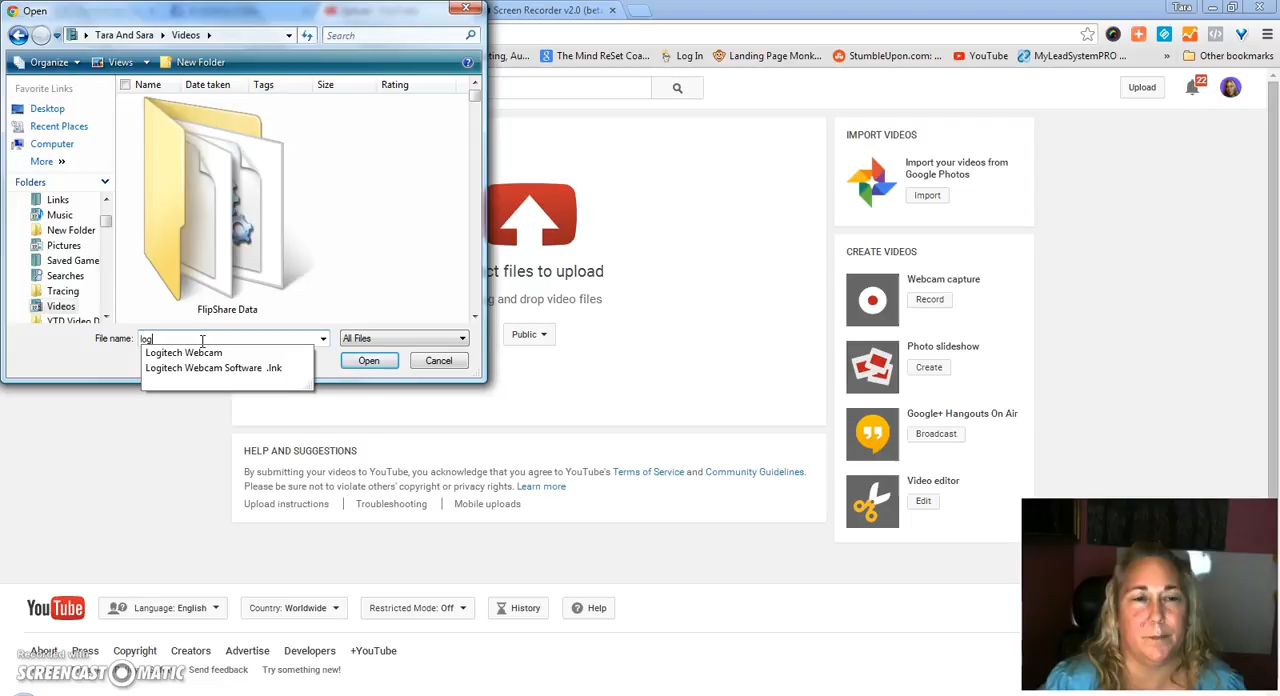 Open
Screen Recorder v2.0 (bet
Tara
Tara And Sara
Videos
Search
Organize
Views
New Folder
Name
Date taken
Tags
Size
Rating
Favorite Links
Desktop
Recent Places
Computer
More »
Folders
Links
Music
New Folder
Pictures
Saved Game
Searches
Tracing
Videos
YTD Video D
FlipShare Data
File name:
log
All Files
Logitech Webcam
Logitech Webcam Software .lnk
Open
Cancel
ting, Au...
The Mind ReSet Coa...
Log In
Landing Page Monk...
StumbleUpon.com: ...
YouTube
MyLeadSystemPRO ...
»
Other bookmarks
Upload
22
ct files to upload
g and drop video files
Public
IMPORT VIDEOS
Import your videos from
Google Photos
Import
CREATE VIDEOS
Webcam capture
Record
Photo slideshow
Create
Google+ Hangouts On Air
Broadcast
Video editor
Edit
HELP AND SUGGESTIONS
By submitting your videos to YouTube, you acknowledge that you agree to YouTube's Terms of Service and Community Guidelines.
Please be sure not to violate others' copyright or privacy rights. Learn more
Upload instructions
Troubleshooting
Mobile uploads
YouTube
Language: English
Country: Worldwide
Restricted Mode: Off
History
Help
About
Press
Copyright
Creators
Advertise
Developers
+YouTube
Recorded with
SCREENCAST MATIC
Send feedback
Try something new!